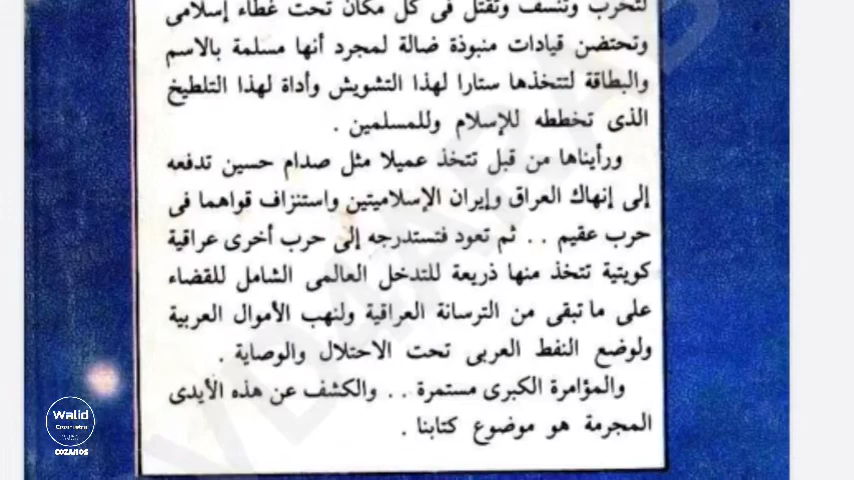 لتخرب وتنسف وتقتل فى كل مكان تحت غطاء إسلامى
وتحتضن قيادات منبوذة ضالة لمجرد أنها مسلمة بالاسم
والبطاقة لتتخذها ستارا لهذا التشويش وأداة لهذا التلطيخ
الذى تخططه للإسلام وللمسلمين .
ورأيناها من قبل تتخذ عميلا مثل صدام حسين تدفعه
إلى إنهاك العراق وإيران الإسلاميتين واستنزاف قواهما فى
حرب عقيم . . ثم تعود فتستدرجه إلى حرب أخرى عراقية
كويتية تتخذ منها ذريعة للتدخل العالمى الشامل للقضاء
على ما تبقى من الترسانة العراقية ولنهب الأموال العربية
ولوضع النفط العربى تحت الاحتلال والوصاية .
والمؤامرة الكبرى مستمرة . . والكشف عن هذه الأيدى
المجرمة هو موضوع كتابنا .
Walid